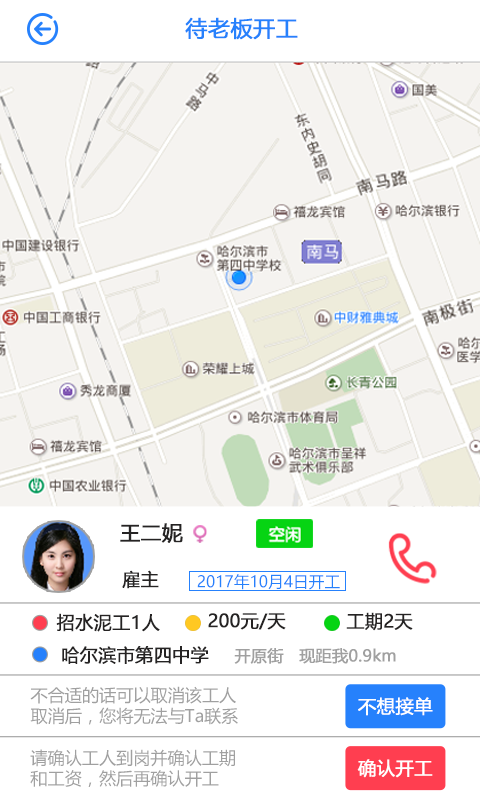 待老板开工
国美
中马路
东内史胡同
南马路
禧龙宾馆
哈尔滨银行
中国建设银行
哈尔滨市
第四中学校
南马
中国工商银行
中财雅典城
南极街
哈尔
医学
荣耀上城
长青公园
秀龙商厦
哈尔滨市体育局
禧龙宾馆
哈尔滨市呈祥
武术俱乐部
中国农业银行
王二妮
空闲
雇主
2017年10月4日开工
招水泥工1人
200元/天
工期2天
哈尔滨市第四中学
开原街
现距我0.9km
不合适的话可以取消该工人
取消后，您将无法与Ta联系
不想接单
请确认工人到岗并确认工期
和工资，然后再确认开工
确认开工